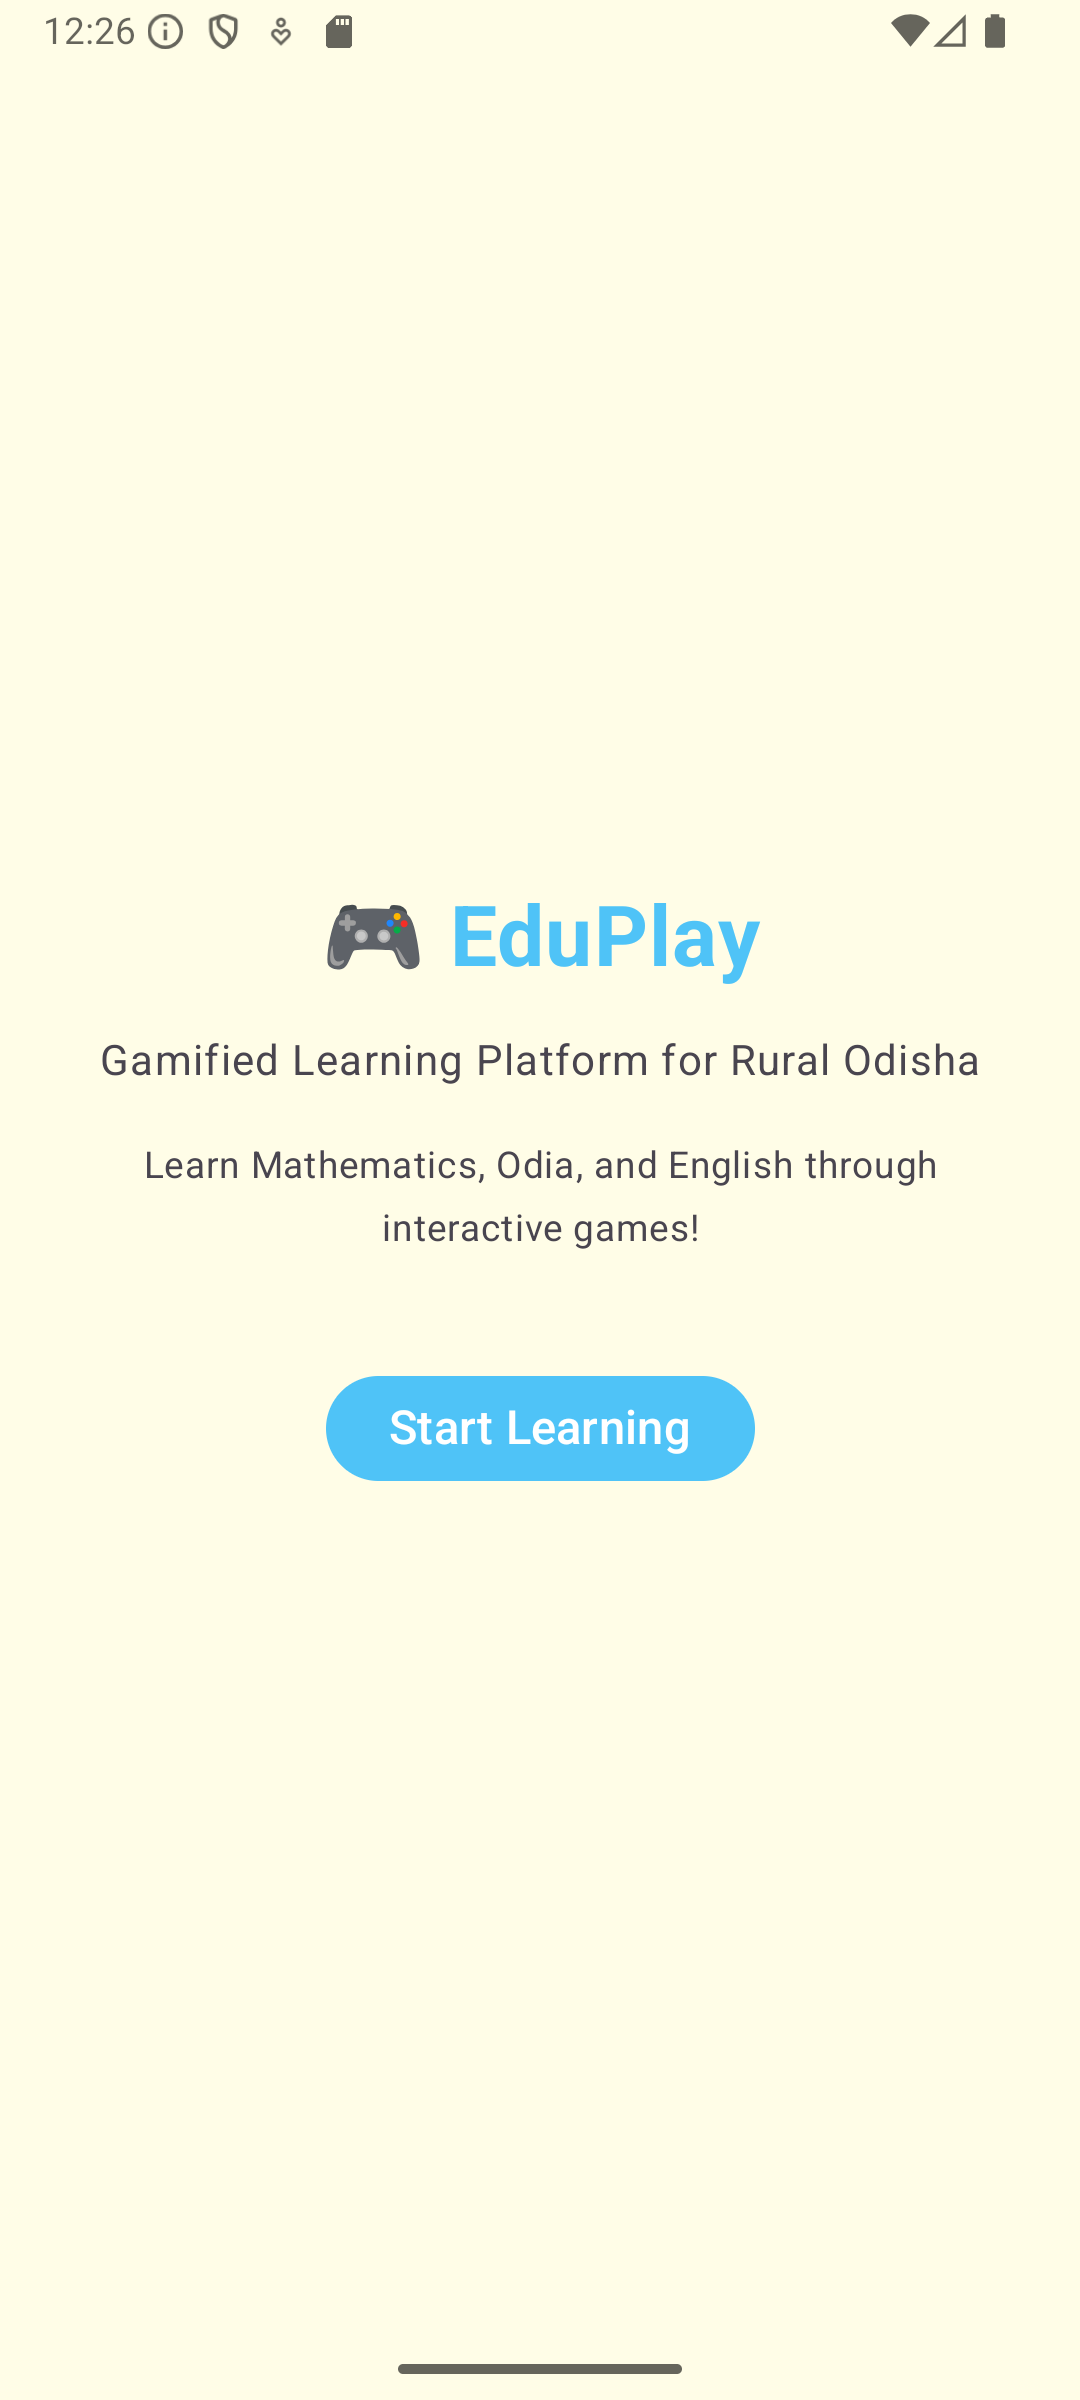 12:26
🎮 EduPlay
Gamified Learning Platform for Rural Odisha
Learn Mathematics, Odia, and English through
interactive games!
Start Learning